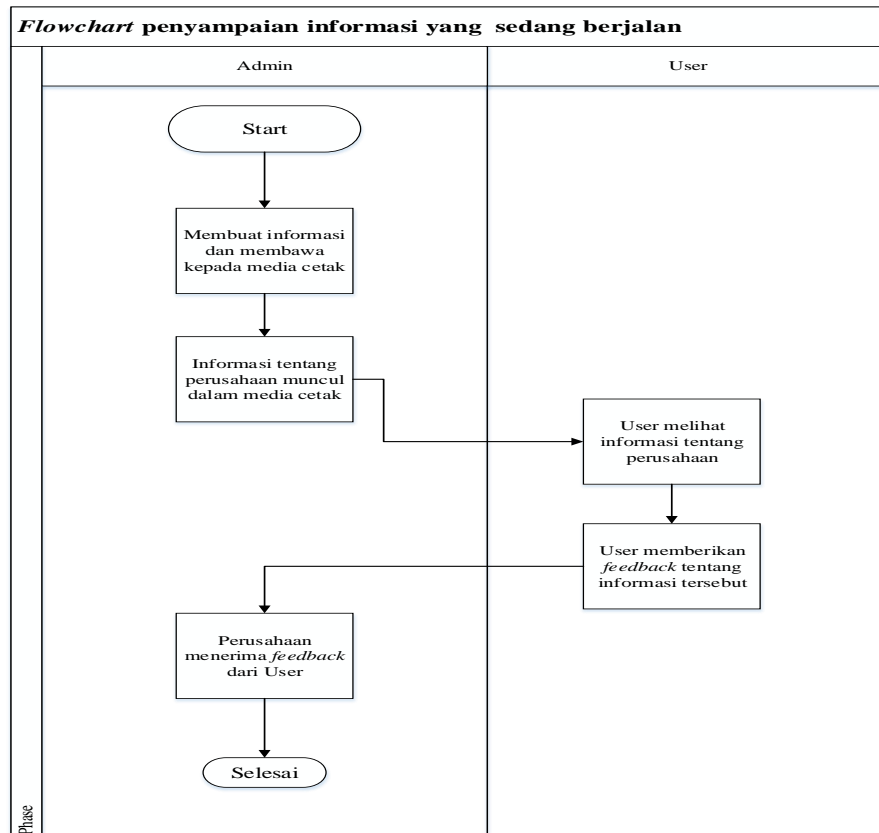 Flowchart penyampaian informasi yang sedang berjalan
Admin
User
Start
Membuat informasi
dan membawa
kepada media cetak
Informasi tentang
perusahaan muncul
dalam media cetak
User melihat
informasi tentang
perusahaan
User memberikan
feedback tentang
informasi tersebut
Perusahaan
menerima feedback
dari User
Selesai
Phase